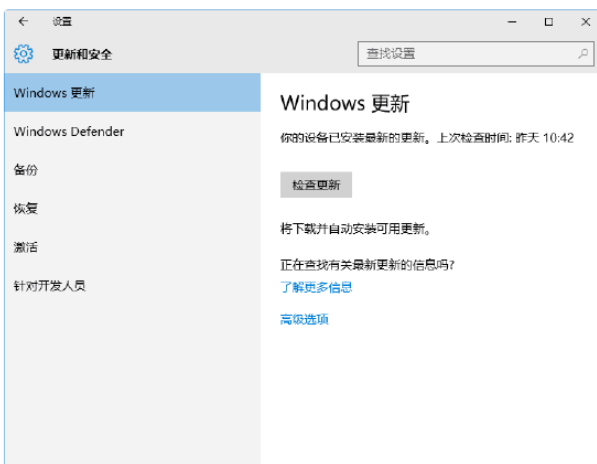 设置
更新和安全
查找设置
Windows 更新
Windows Defender
备份
恢复
激活
针对开发人员
Windows 更新
你的设备已安装最新的更新。上次检查时间: 昨天 10:42
检查更新
将下载并自动安装可用更新。
正在查找有关最新更新的信息吗?
了解更多信息
高级选项